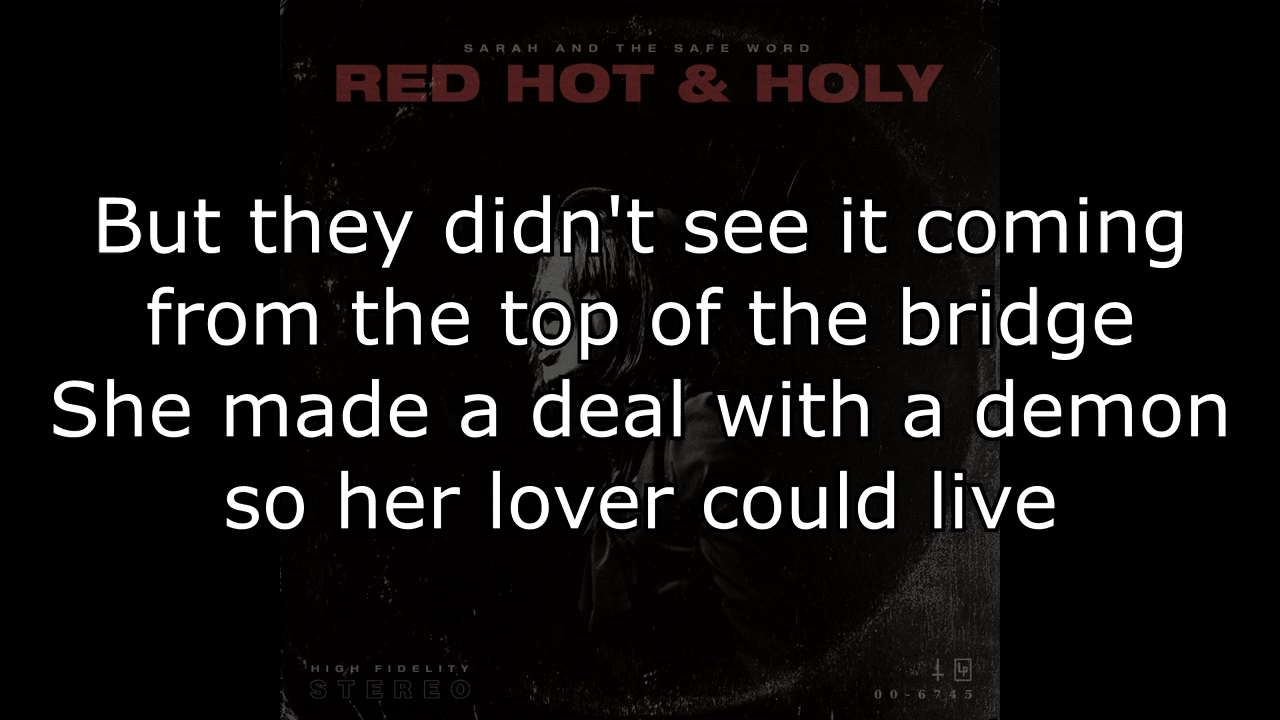 SARAH AND THE SAFE WORD
RED HOT & HOLY
But they didn't see it coming
from the top of the bridge
She made a deal with a demon
so her lover could live
HIGH FIDELITY
STEREO
Lp
00-6745